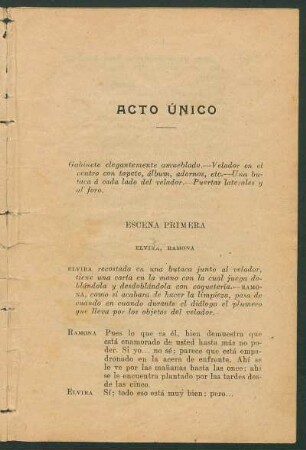 ACTO ÚNICO
Gabinete elegantemente amueblado.—Velador en el
centro con tapete, álbum, adornos, etc.—Una bu-
taca á cada lado del velador.—Puertas laterales y
al foro.
ESCENA PRIMERA
ELVIRA, RAMONA
ELVIRA recostada en una butaca junto al velador,
tiene una carta en la mano con la cual juega do-
blándola y desdoblándola con coquetería.—RAMO-
NA, como si acabara de hacer la limpieza, pasa de
cuando en cuando durante el diálogo el plumero
que lleva por los objetos del velador.
RAMONA Pues lo que es él, bien demuestra que
está enamorado de usted hasta más no po-
der. Si yo... no sé; parece que está empa-
dronado en la acera de enfrente. Ahí se
le ve por las mañanas hasta las once; ahí
se le encuentra plantado por las tardes des-
de las cinco.
ELVIRA Sí; todo eso está muy bien; pero...